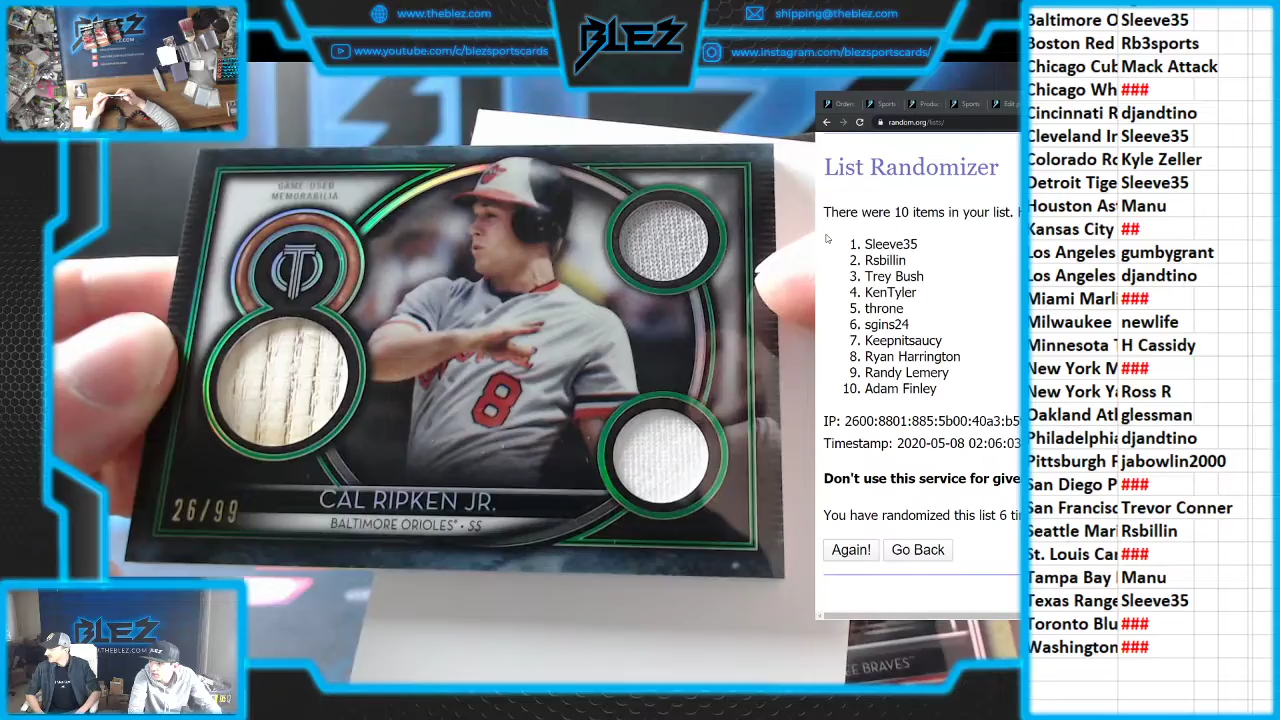 www.theblez.com
shipping@theblez.com
www.youtube.com/c/blezsportscards
www.instagram.com/blezsportscards/
BLEZ
GAME-USED
MEMORABILIA
8
26/99
CAL RIPKEN JR.
BALTIMORE ORIOLES • SS
random.org/lists/
List Randomizer
There were 10 items in your list.
1. Sleeve35
2. Rsbillin
3. Trey Bush
4. KenTyler
5. throne
6. sgins24
7. Keepnitsaucy
8. Ryan Harrington
9. Randy Lemery
10. Adam Finley
IP: 2600:8801:885:5b00:40a3:b5
Timestamp: 2020-05-08 02:06:03
Don't use this service for give
You have randomized this list 6 ti
Again! Go Back
BRAVES
Baltimore O Sleeve35
Boston Red Rb3sports
Chicago Cub Mack Attack
Chicago Wh ###
Cincinnati R djandtino
Cleveland In Sleeve35
Colorado Ro Kyle Zeller
Detroit Tige Sleeve35
Houston As Manu
Kansas City ##
Los Angeles gumbygrant
Los Angeles djandtino
Miami Marli ###
Milwaukee newlife
Minnesota T H Cassidy
New York M ###
New York Ya Ross R
Oakland Atl glessman
Philadelphia djandtino
Pittsburgh P jabowlin2000
San Diego P ###
San Francisc Trevor Conner
Seattle Mari Rsbillin
St. Louis Car ###
Tampa Bay Manu
Texas Range Sleeve35
Toronto Blu ###
Washington ###
BLEZ
WWW.THEBLEZ.COM